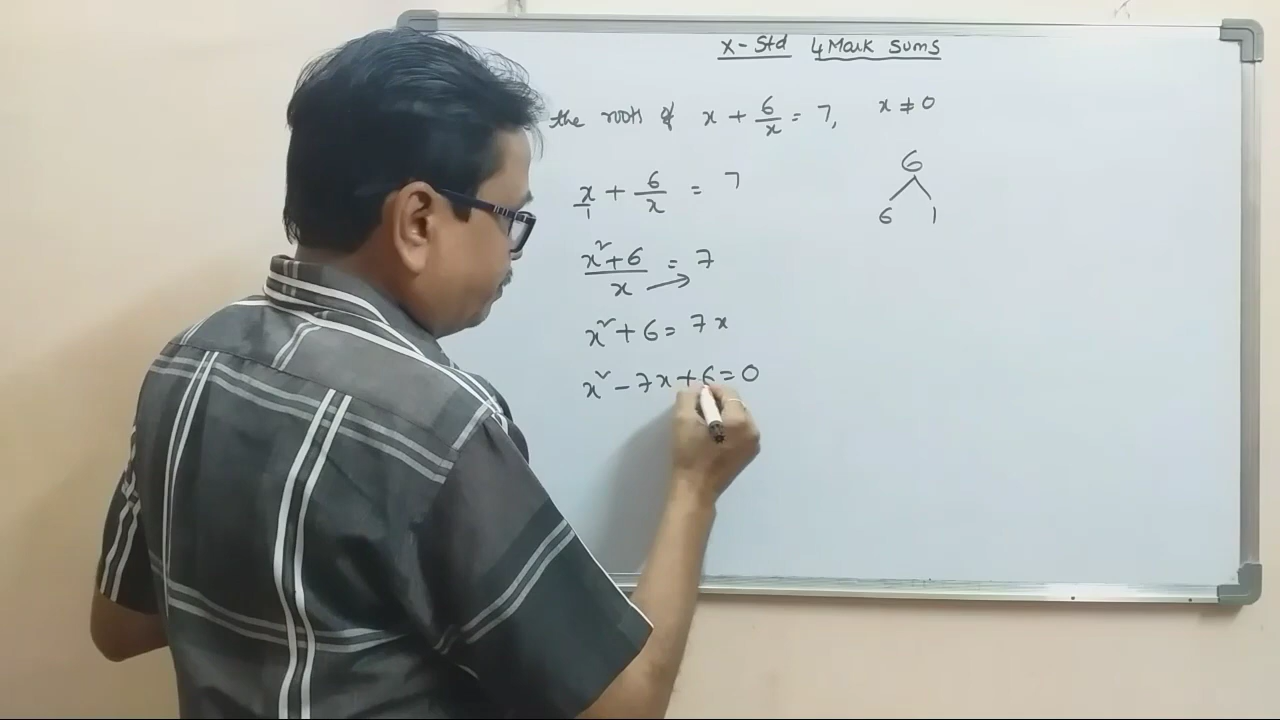 X-Std 4 Mark Sums
the roots of x + 6/x = 7, x ≠ 0
x/1 + 6/x = 7
x²+6/x = 7
x² + 6 = 7x
x² - 7x + 6 = 0
6
6 1